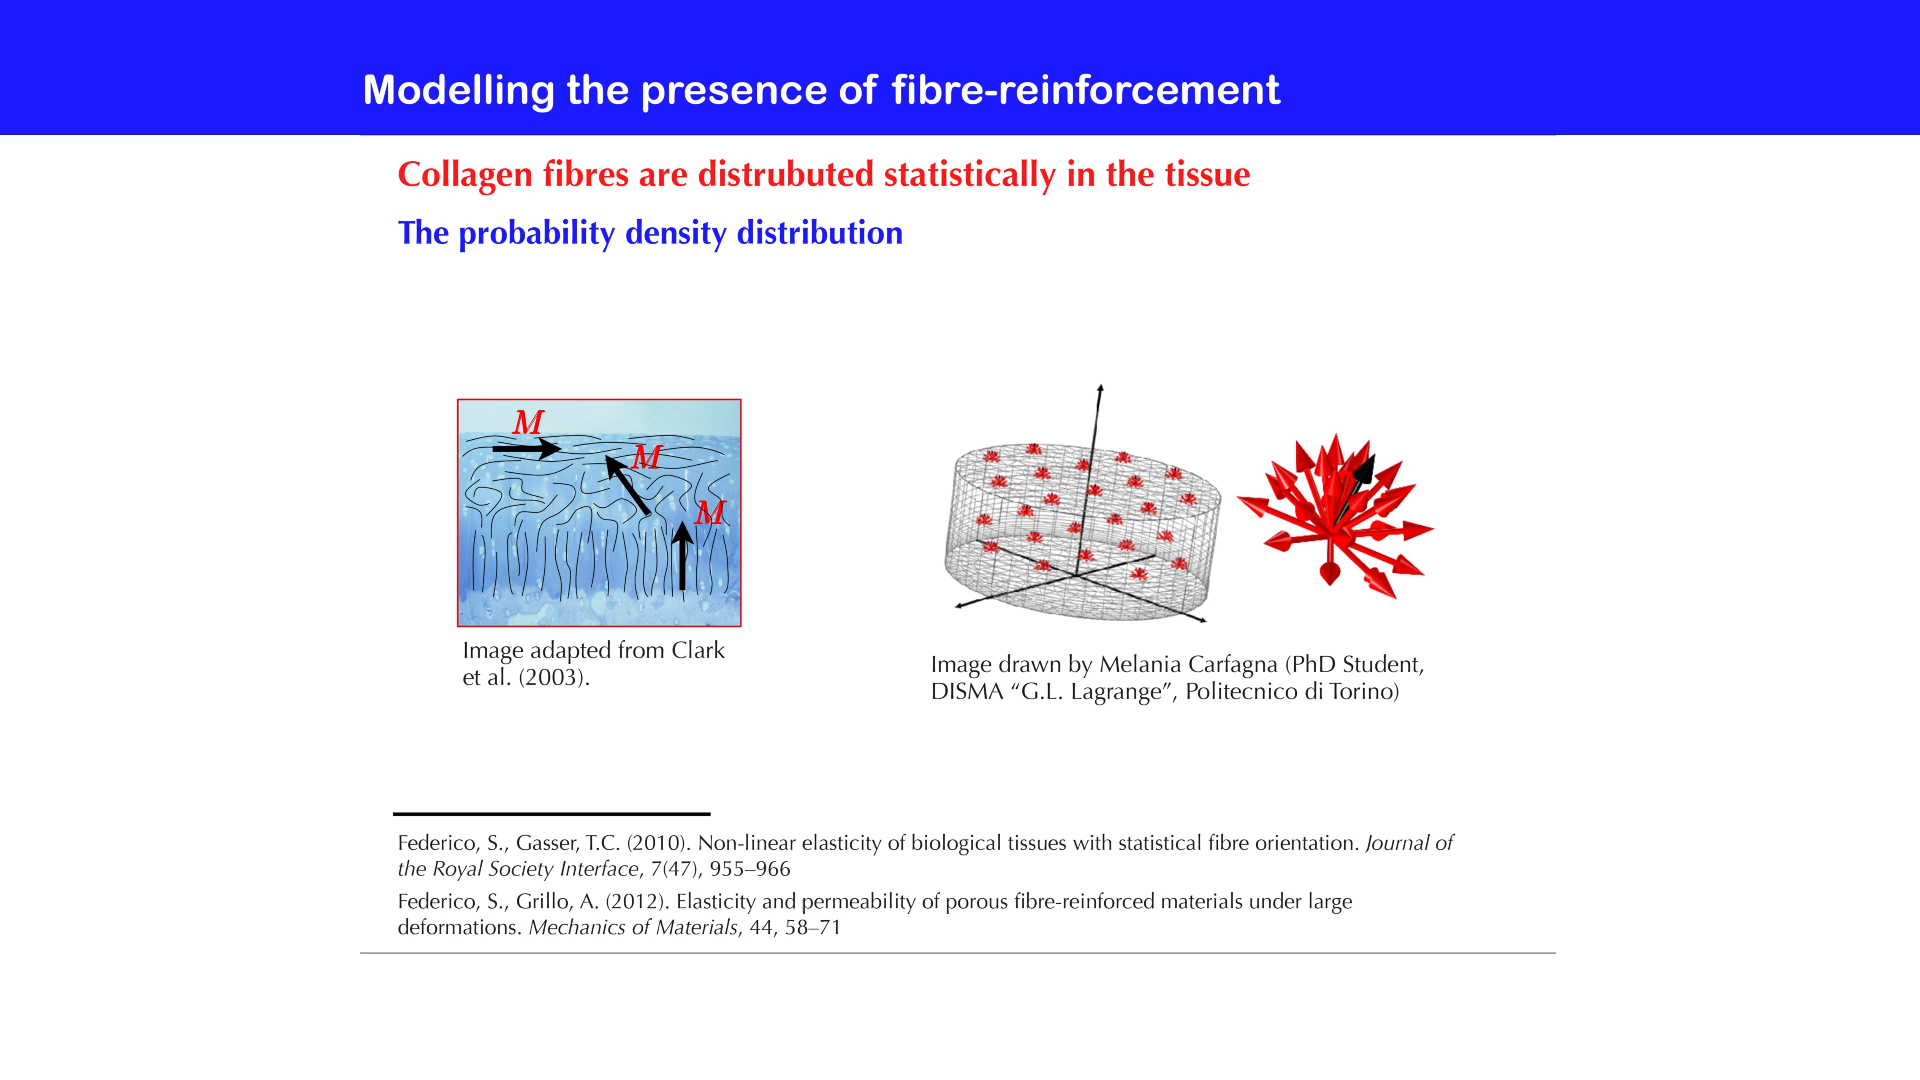 Modelling the presence of fibre-reinforcement
Collagen fibres are distrubuted statistically in the tissue
The probability density distribution
M
M
M
Image adapted from Clark
et al. (2003).
Image drawn by Melania Carfagna (PhD Student,
DISMA “G.L. Lagrange”, Politecnico di Torino)
Federico, S., Gasser, T.C. (2010). Non-linear elasticity of biological tissues with statistical fibre orientation. Journal of
the Royal Society Interface, 7(47), 955–966
Federico, S., Grillo, A. (2012). Elasticity and permeability of porous fibre-reinforced materials under large
deformations. Mechanics of Materials, 44, 58–71